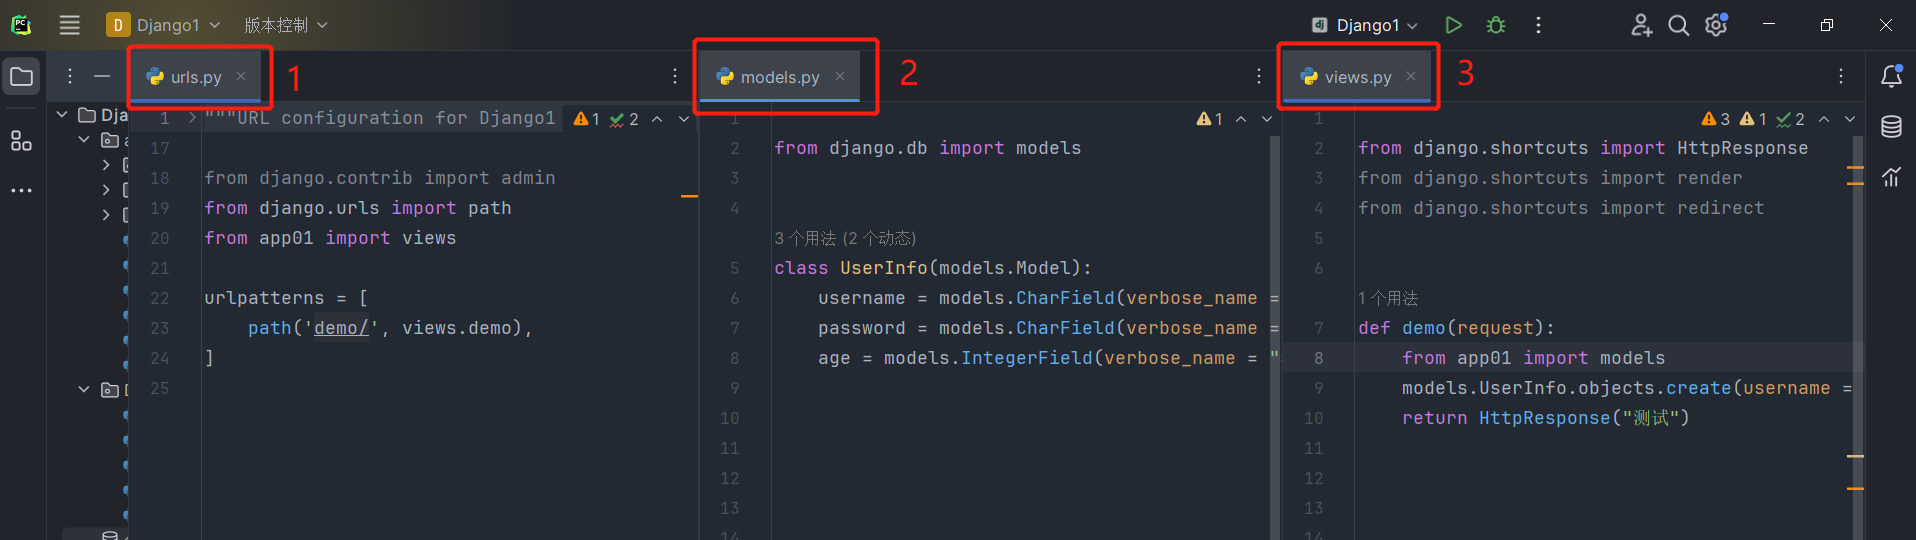 PC
D Django1 版本控制
dj Django1
urls.py 1
models.py 2
views.py 3
Dja
1 """URL configuration for Django1 1 2
17
18 from django.contrib import admin
19 from django.urls import path
20 from app01 import views
21
22 urlpatterns = [
23 path('demo/', views.demo),
24 ]
25
1 1
2 from django.db import models
3
4
3 个用法 (2 个动态)
5 class UserInfo(models.Model):
6 username = models.CharField(verbose_name =
7 password = models.CharField(verbose_name =
8 age = models.IntegerField(verbose_name = "
9
10
11
12
13
14
1 3 1 2
2 from django.shortcuts import HttpResponse
3 from django.shortcuts import render
4 from django.shortcuts import redirect
5
6
1 个用法
7 def demo(request):
8 from app01 import models
9 models.UserInfo.objects.create(username =
10 return HttpResponse("测试")
11
12
13
14